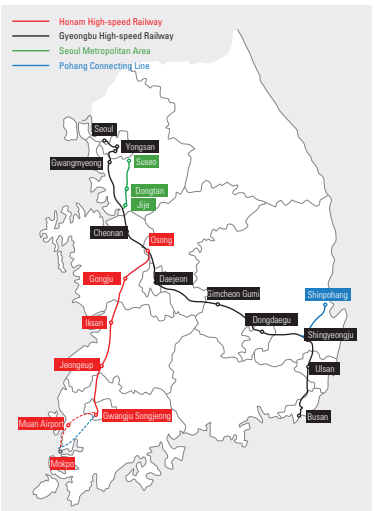 Honam High-speed Railway
Gyeongbu High-speed Railway
Seoul Metropolitan Area
Pohang Connecting Line
Seoul
Yongsan
Gwangmyeong
Suseo
Dongtan
Jije
Cheonan
Osong
Gongju
Daejeon
Gimcheon Gumi
Shinpohang
Iksan
Dongdaegu
Shingyeongju
Jeongeup
Ulsan
Muan Airport
Gwangju Songjeong
Busan
Mokpo